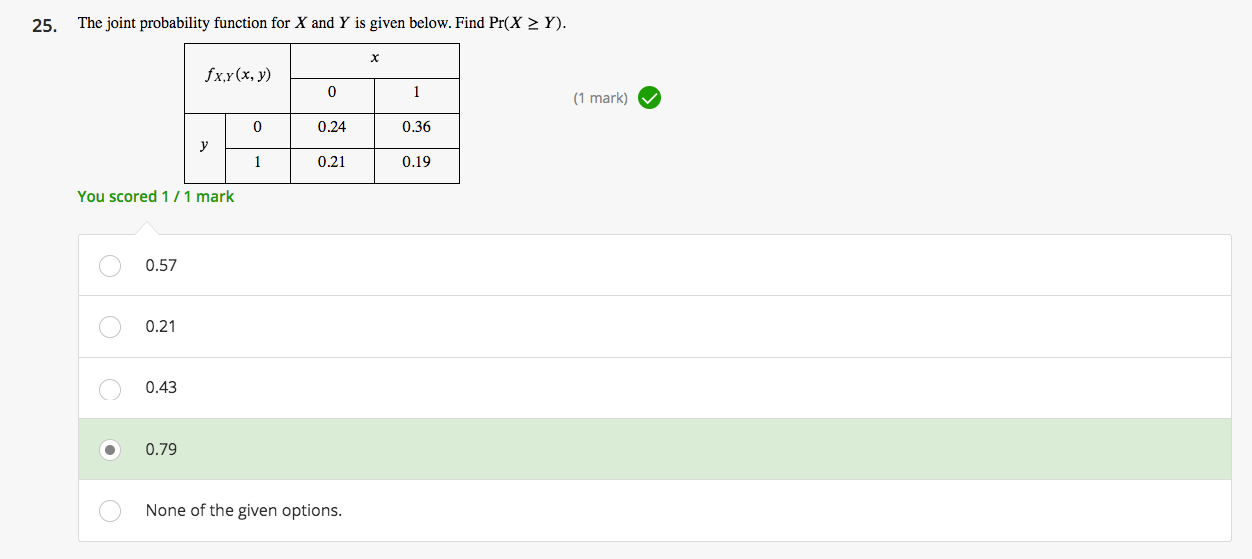 25. The joint probability function for X and Y is given below. Find Pr(X ≥ Y).
f_{X,Y}(x, y) x
0 1
y 0 0.24 0.36
1 0.21 0.19
(1 mark)
You scored 1 / 1 mark
0.57
0.21
0.43
0.79
None of the given options.